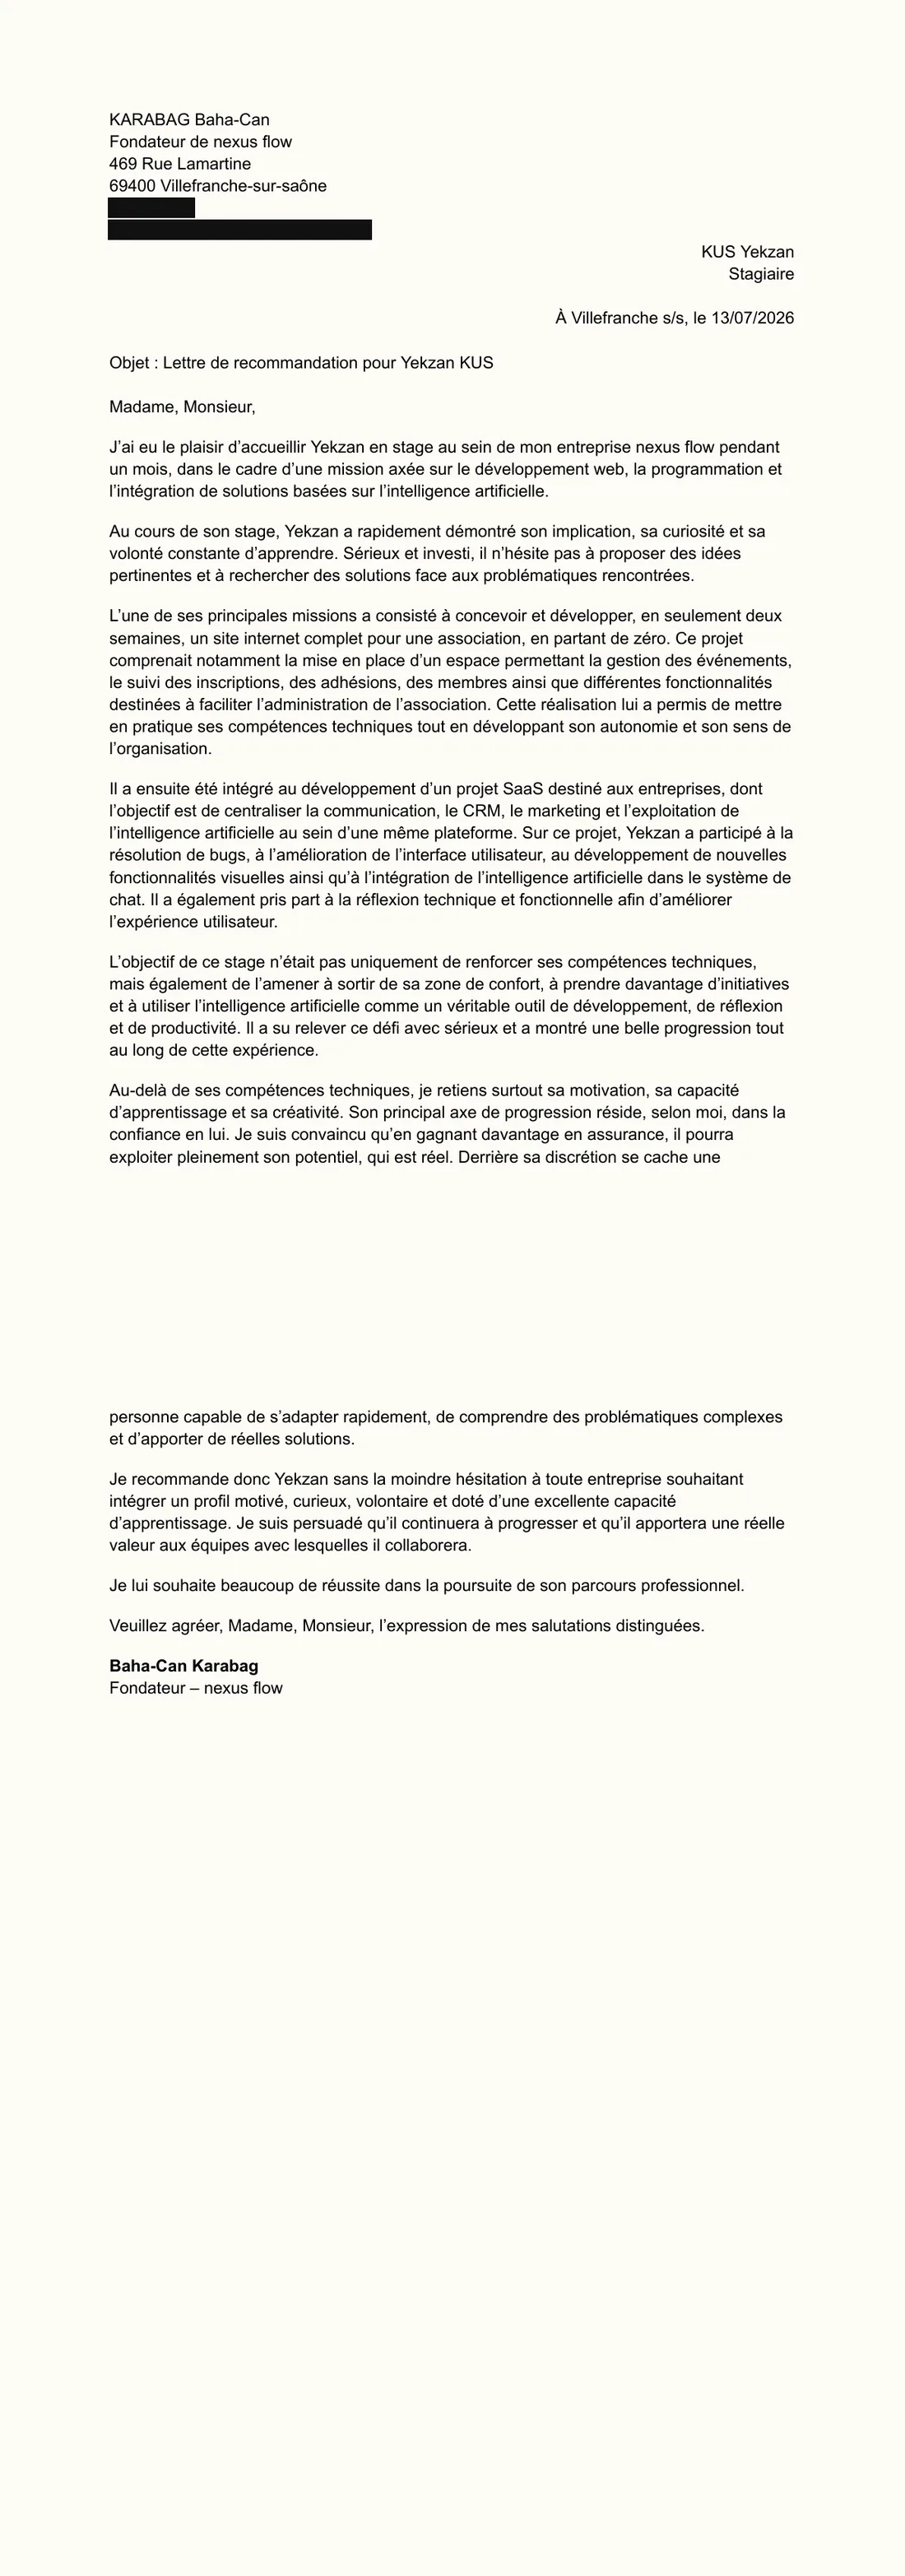 KARABAG Baha-Can
Fondateur de nexus flow
469 Rue Lamartine
69400 Villefranche-sur-saône
KUS Yekzan
Stagiaire
À Villefranche s/s, le 13/07/2026
Objet : Lettre de recommandation pour Yekzan KUS
Madame, Monsieur,
J’ai eu le plaisir d’accueillir Yekzan en stage au sein de mon entreprise nexus flow pendant
un mois, dans le cadre d’une mission axée sur le développement web, la programmation et
l’intégration de solutions basées sur l’intelligence artificielle.
Au cours de son stage, Yekzan a rapidement démontré son implication, sa curiosité et sa
volonté constante d’apprendre. Sérieux et investi, il n’hésite pas à proposer des idées
pertinentes et à rechercher des solutions face aux problématiques rencontrées.
L’une de ses principales missions a consisté à concevoir et développer, en seulement deux
semaines, un site internet complet pour une association, en partant de zéro. Ce projet
comprenait notamment la mise en place d’un espace permettant la gestion des événements,
le suivi des inscriptions, des adhésions, des membres ainsi que différentes fonctionnalités
destinées à faciliter l’administration de l’association. Cette réalisation lui a permis de mettre
en pratique ses compétences techniques tout en développant son autonomie et son sens de
l’organisation.
Il a ensuite été intégré au développement d’un projet SaaS destiné aux entreprises, dont
l’objectif est de centraliser la communication, le CRM, le marketing et l’exploitation de
l’intelligence artificielle au sein d’une même plateforme. Sur ce projet, Yekzan a participé à la
résolution de bugs, à l’amélioration de l’interface utilisateur, au développement de nouvelles
fonctionnalités visuelles ainsi qu’à l’intégration de l’intelligence artificielle dans le système de
chat. Il a également pris part à la réflexion technique et fonctionnelle afin d’améliorer
l’expérience utilisateur.
L’objectif de ce stage n’était pas uniquement de renforcer ses compétences techniques,
mais également de l’amener à sortir de sa zone de confort, à prendre davantage d’initiatives
et à utiliser l’intelligence artificielle comme un véritable outil de développement, de réflexion
et de productivité. Il a su relever ce défi avec sérieux et a montré une belle progression tout
au long de cette expérience.
Au-delà de ses compétences techniques, je retiens surtout sa motivation, sa capacité
d’apprentissage et sa créativité. Son principal axe de progression réside, selon moi, dans la
confiance en lui. Je suis convaincu qu’en gagnant davantage en assurance, il pourra
exploiter pleinement son potentiel, qui est réel. Derrière sa discrétion se cache une
personne capable de s’adapter rapidement, de comprendre des problématiques complexes
et d’apporter de réelles solutions.
Je recommande donc Yekzan sans la moindre hésitation à toute entreprise souhaitant
intégrer un profil motivé, curieux, volontaire et doté d’une excellente capacité
d’apprentissage. Je suis persuadé qu’il continuera à progresser et qu’il apportera une réelle
valeur aux équipes avec lesquelles il collaborera.
Je lui souhaite beaucoup de réussite dans la poursuite de son parcours professionnel.
Veuillez agréer, Madame, Monsieur, l’expression de mes salutations distinguées.
Baha-Can Karabag
Fondateur – nexus flow